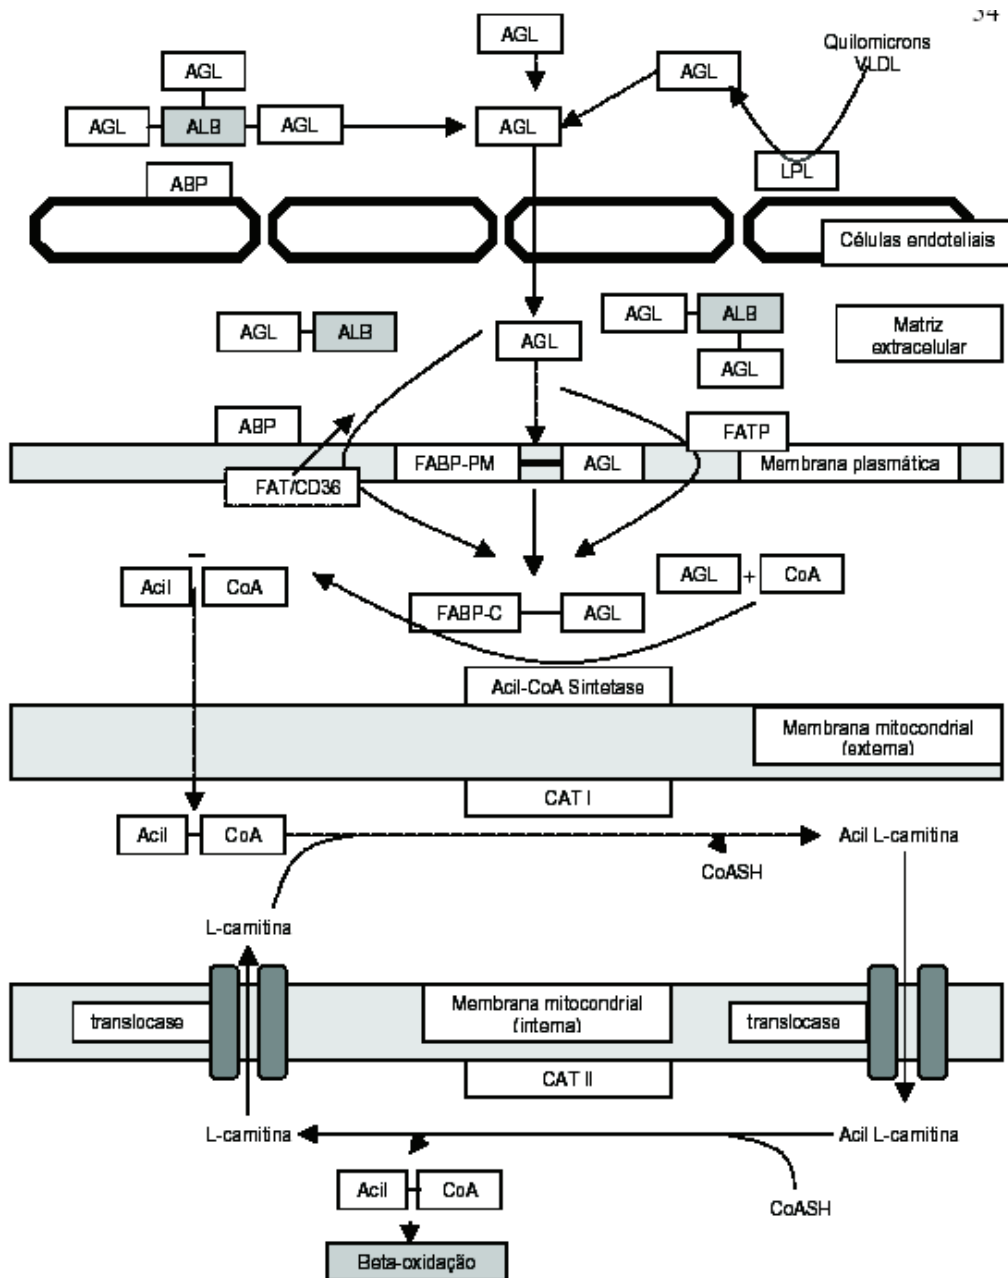 AGL
Quilomicrons
VLDL
AGL
AGL
AGL
ALB
AGL
AGL
ABP
LPL
Células endoteliais
AGL
ALB
AGL
AGL
ALB
AGL
Matriz
extracelular
ABP
FATP
FABP-PM
AGL
Membrana plasmática
FAT/CD36
Acil
CoA
FABP-C
AGL
AGL
+
CoA
Acil-CoA Sintetase
Membrana mitocondrial
(externa)
CAT I
Acil
CoA
Acil L-carnitina
CoASH
L-carnitina
translocase
Membrana mitocondrial
(interna)
translocase
CAT II
L-carnitina
Acil L-carnitina
Acil
CoA
CoASH
Beta-oxidação